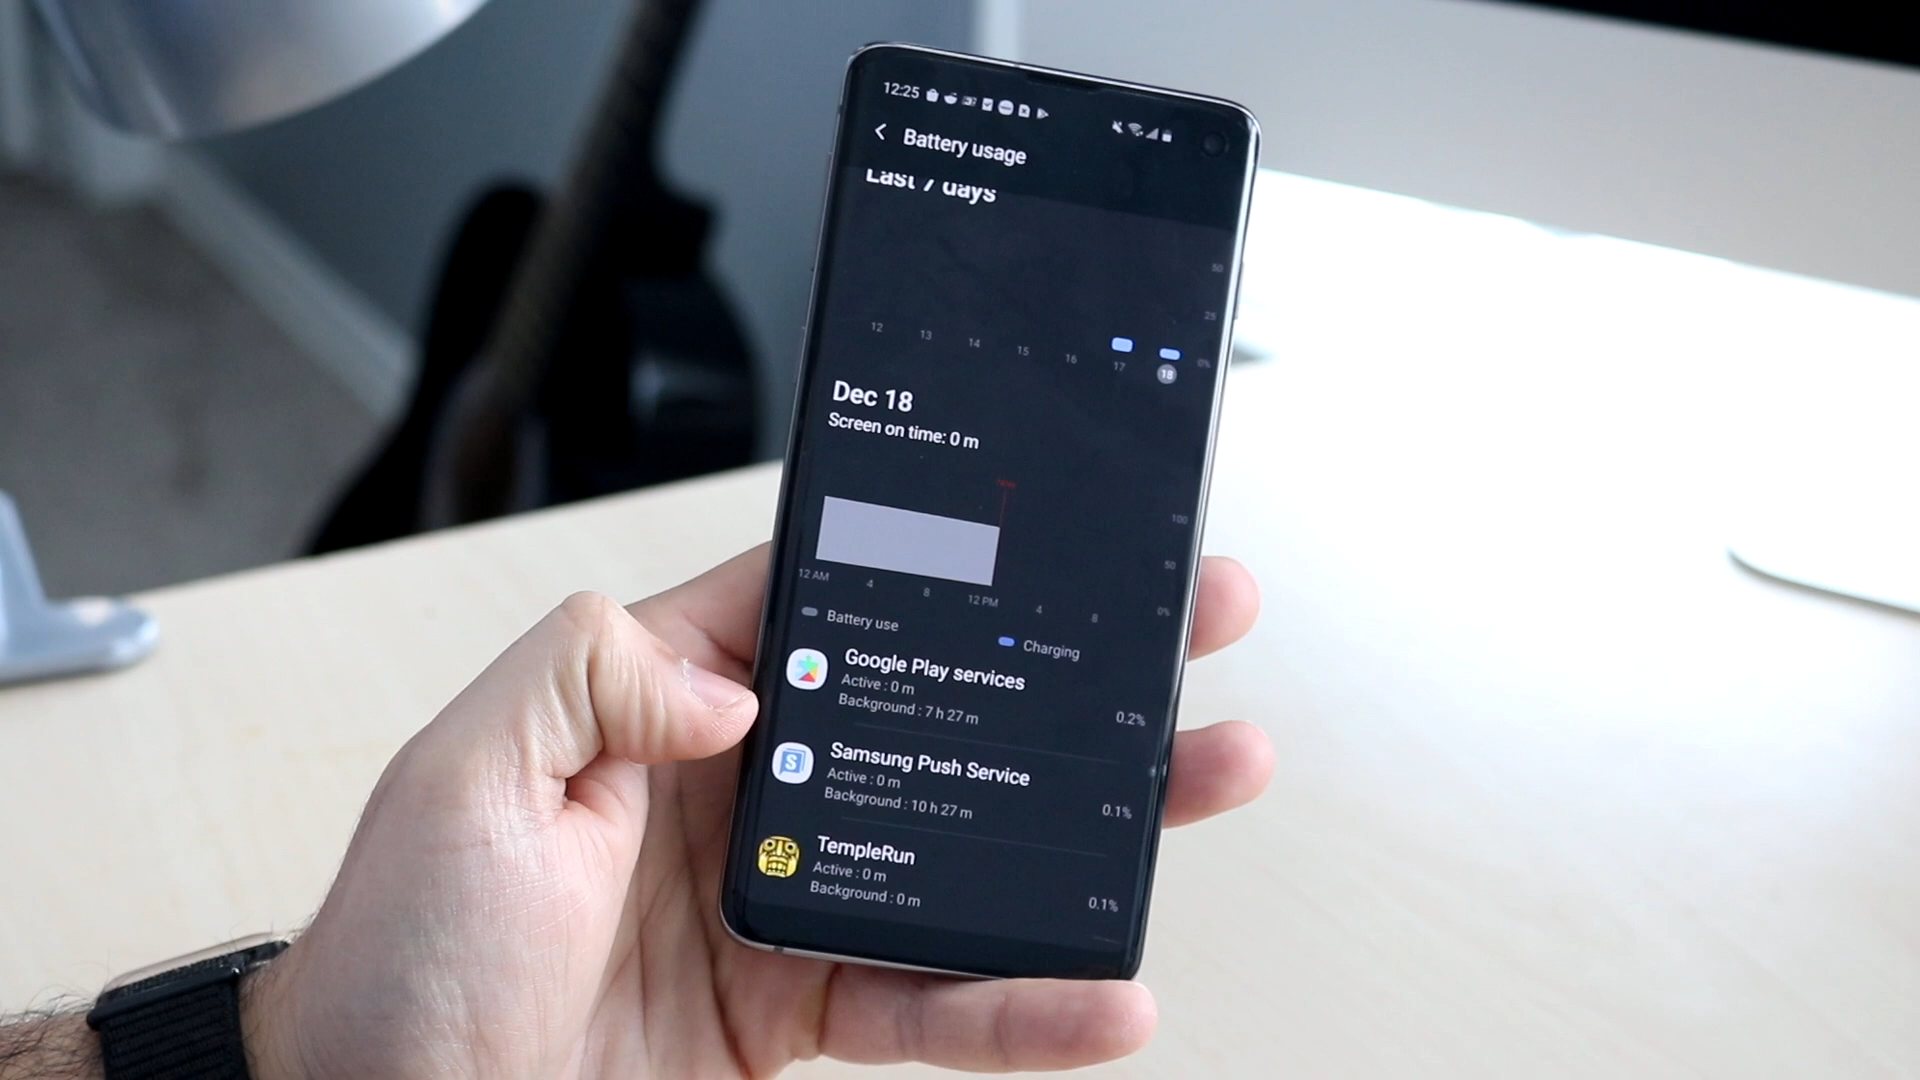 12:25
Battery usage
Last 7 days
50
25
0%
12 13 14 15 16 17 18
Dec 18
Screen on time: 0 m
Now
100
50
0%
12 AM 4 8 12 PM 4 8
Battery use
Charging
Google Play services
Active : 0 m
Background : 7 h 27 m
0.2%
Samsung Push Service
Active : 0 m
Background : 10 h 27 m
0.1%
TempleRun
Active : 0 m
Background : 0 m
0.1%